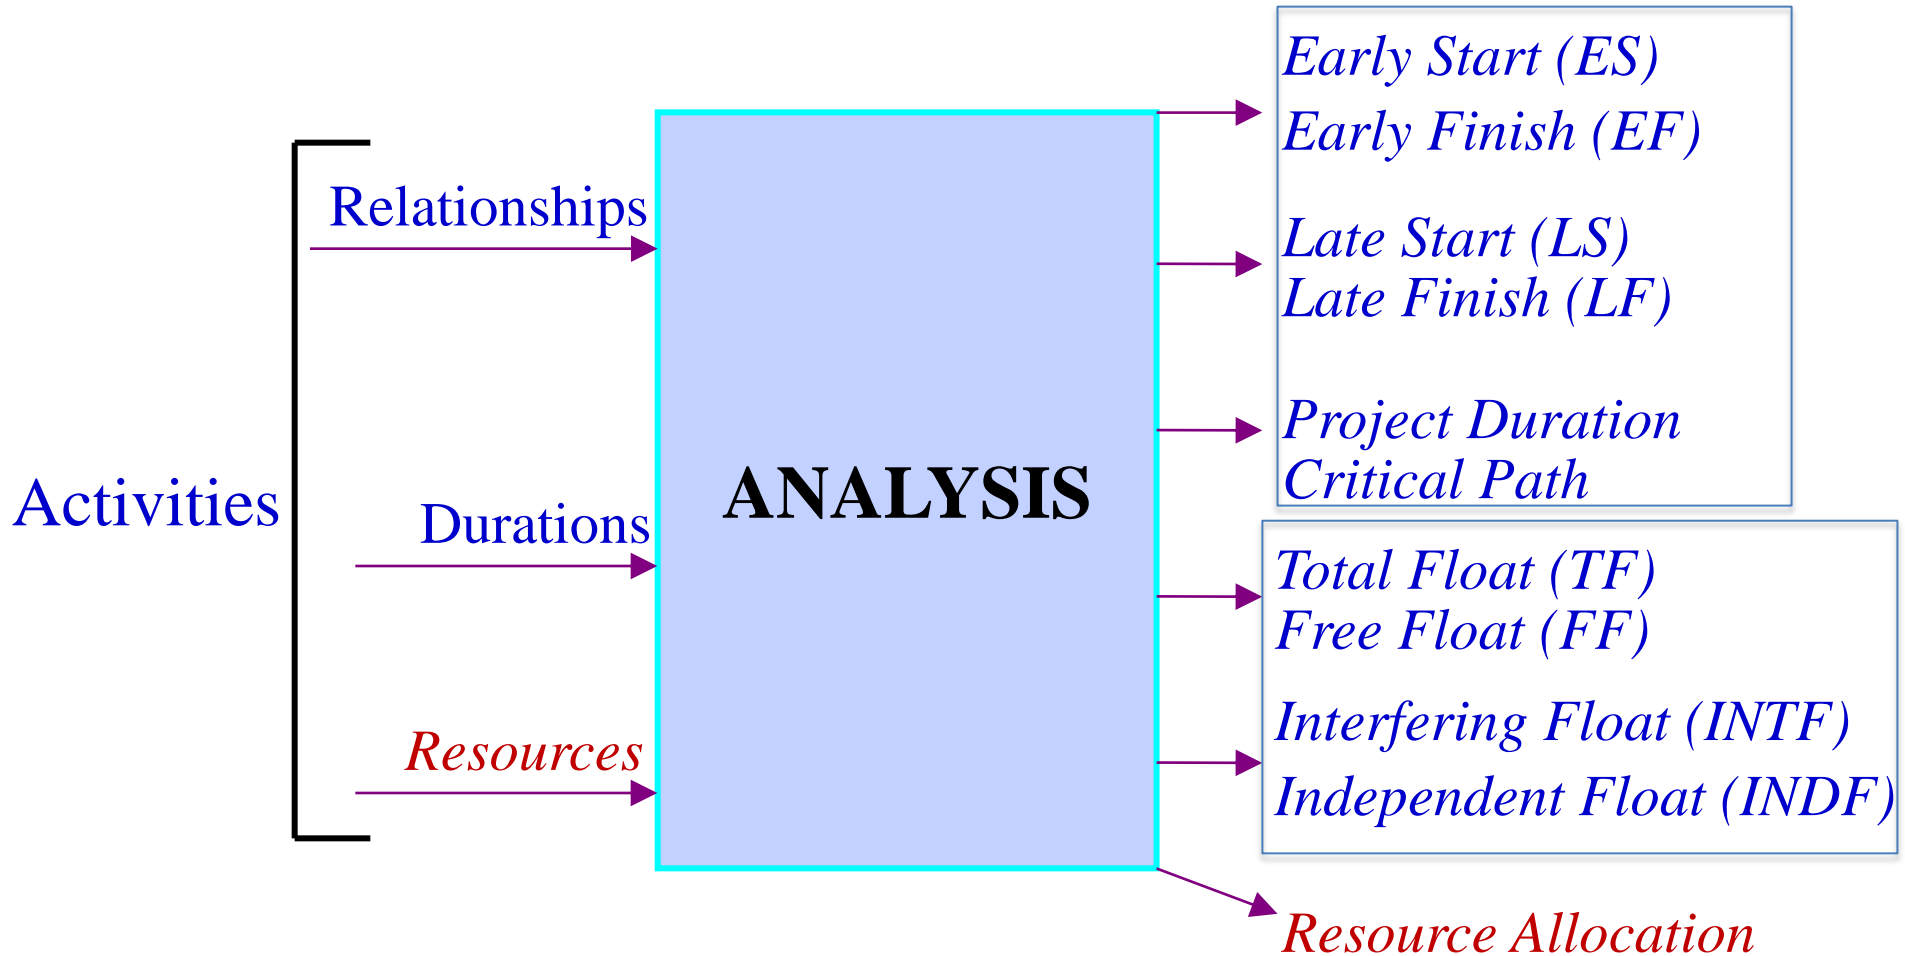 Activities
Relationships
Durations
Resources
ANALYSIS
Early Start (ES)
Early Finish (EF)
Late Start (LS)
Late Finish (LF)
Project Duration
Critical Path
Total Float (TF)
Free Float (FF)
Interfering Float (INTF)
Independent Float (INDF)
Resource Allocation